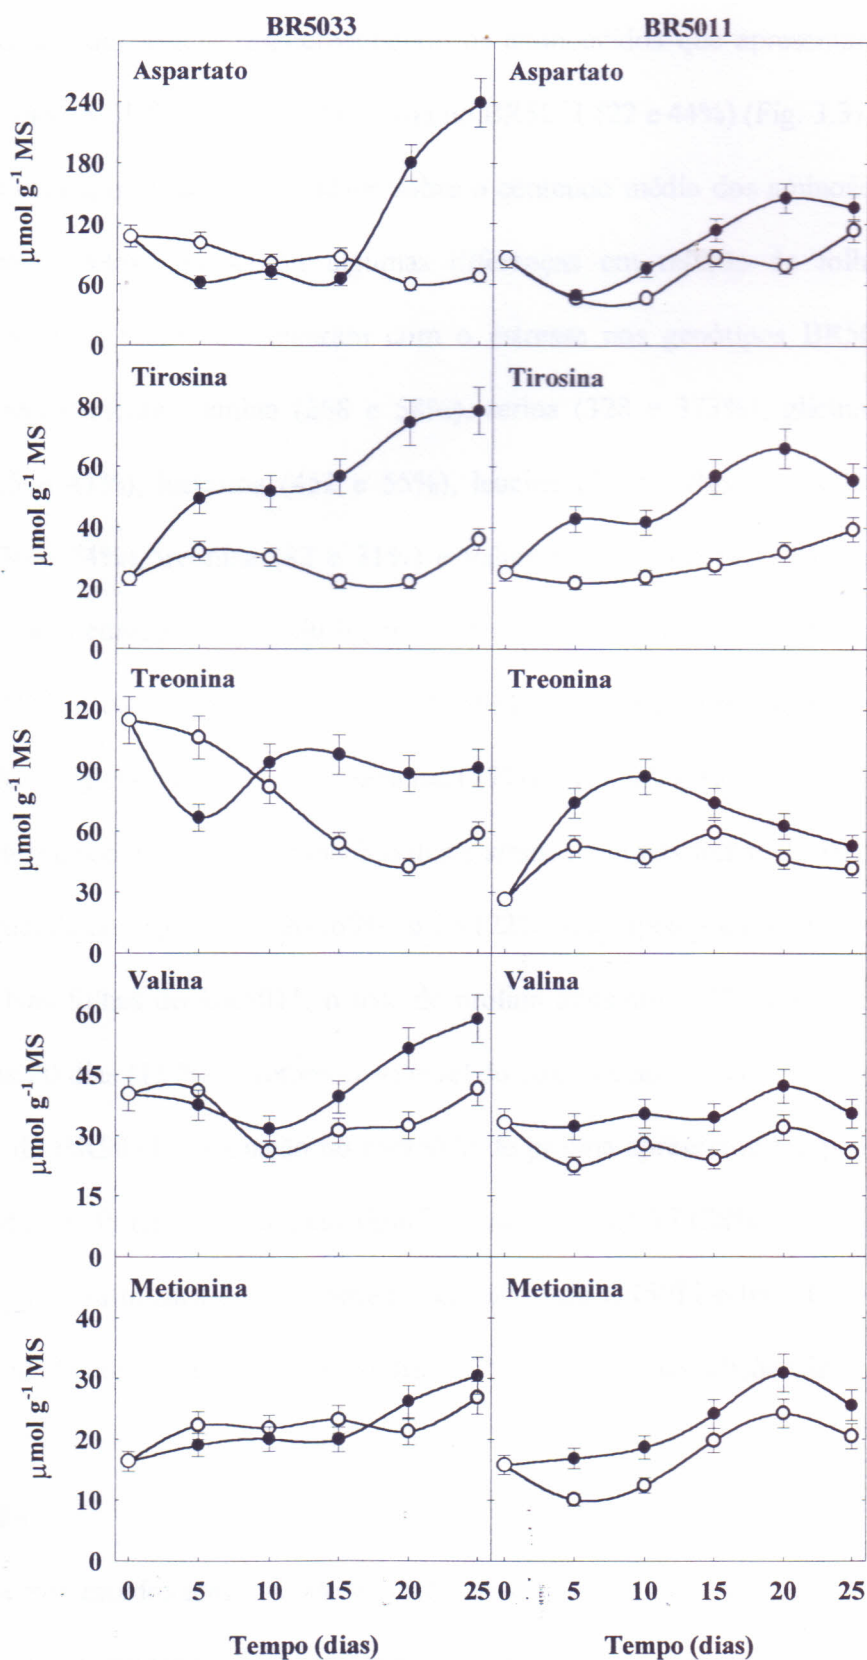 BR5033 BR5011
Aspartato Aspartato
240
180
120
60
0
µmol g⁻¹ MS
Tirosina Tirosina
80
60
40
20
0
µmol g⁻¹ MS
Treonina Treonina
120
90
60
30
0
µmol g⁻¹ MS
Valina Valina
60
45
30
15
0
µmol g⁻¹ MS
Metionina Metionina
40
30
20
10
0
µmol g⁻¹ MS
0 5 10 15 20 25 0 5 10 15 20 25
Tempo (dias) Tempo (dias)